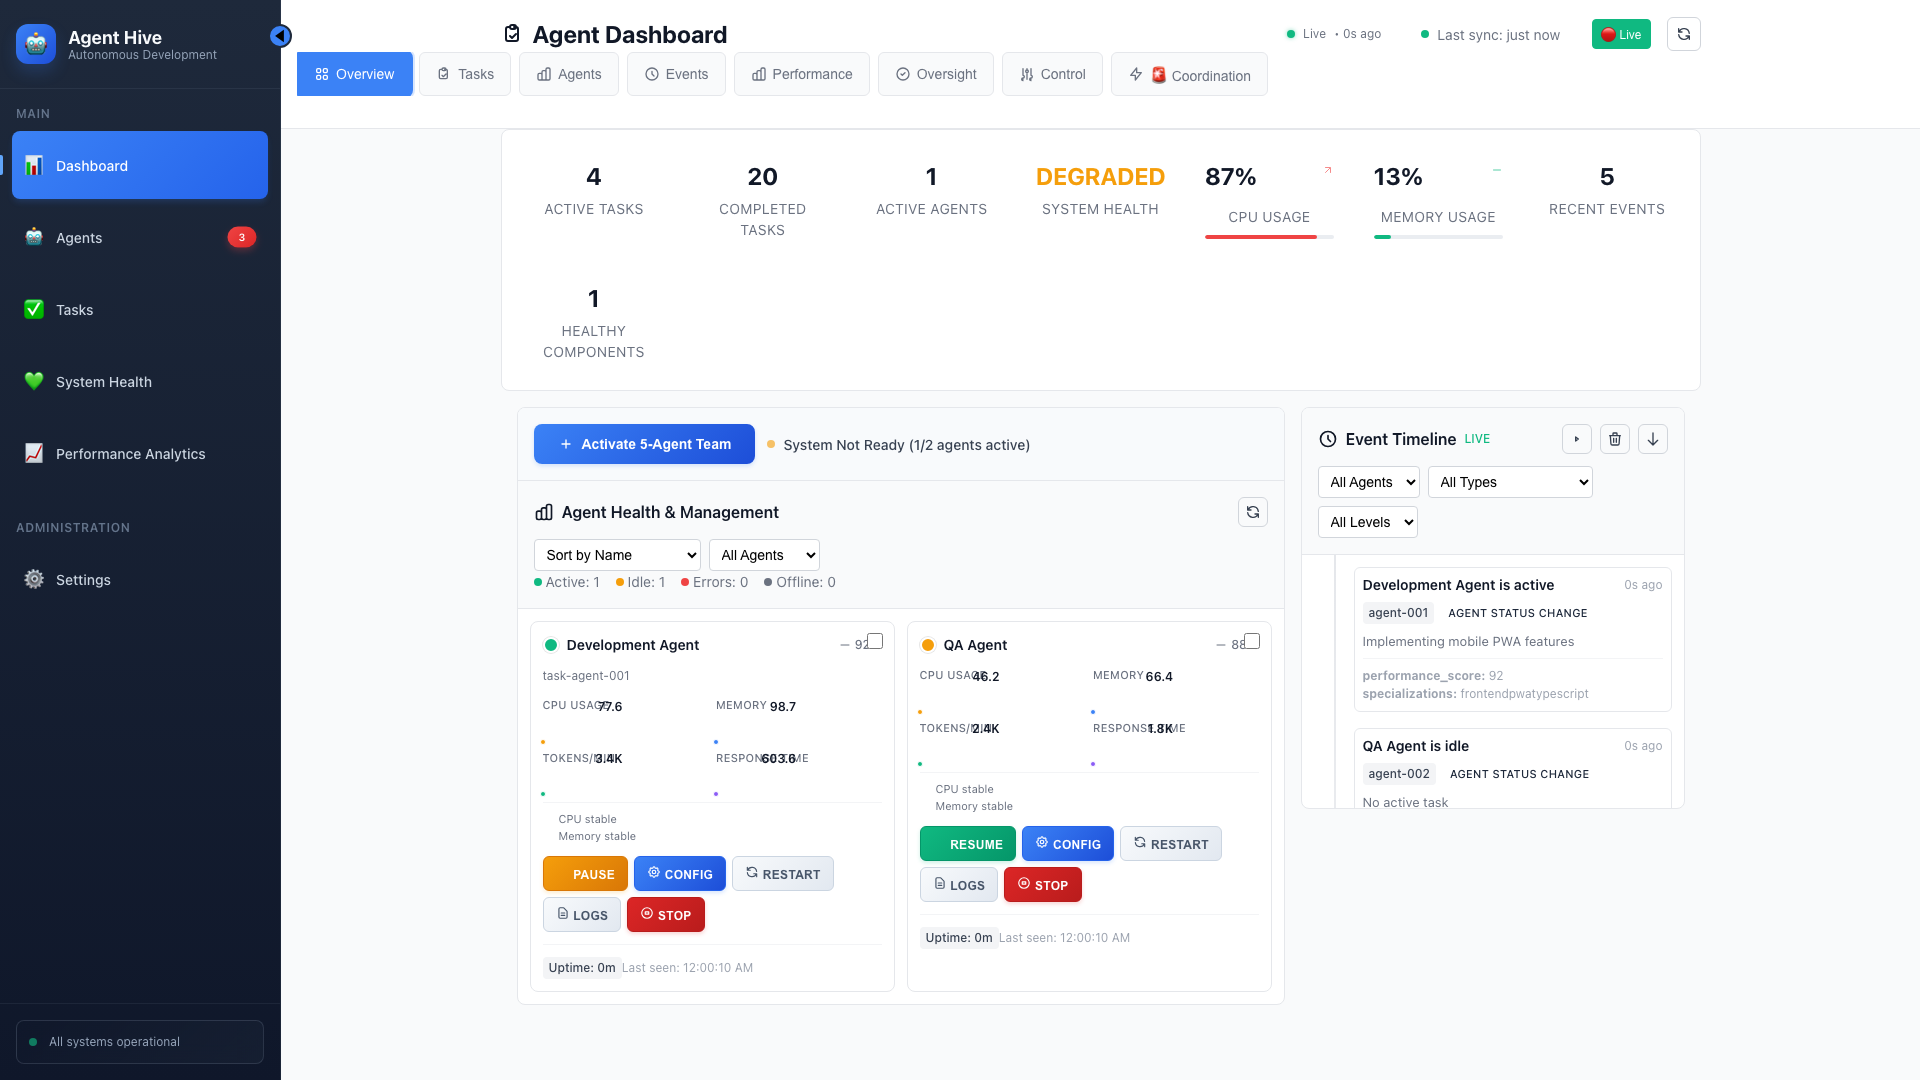 Agent Hive
Autonomous Development
MAIN
Dashboard
Agents
3
Tasks
System Health
Performance Analytics
ADMINISTRATION
Settings
All systems operational
Agent Dashboard
Live • 0s ago
Last sync: just now
Live
Overview
Tasks
Agents
Events
Performance
Oversight
Control
Coordination
4
ACTIVE TASKS
20
COMPLETED
TASKS
1
ACTIVE AGENTS
DEGRADED
SYSTEM HEALTH
87%
CPU USAGE
13%
MEMORY USAGE
5
RECENT EVENTS
1
HEALTHY
COMPONENTS
Activate 5-Agent Team
System Not Ready (1/2 agents active)
Agent Health & Management
Sort by Name
All Agents
Active: 1
Idle: 1
Errors: 0
Offline: 0
Development Agent
— 92
task-agent-001
CPU USAGE
77.6
MEMORY
98.7
TOKENS/MIN
3.4K
RESPONSE TIME
603.6
CPU stable
Memory stable
PAUSE
CONFIG
RESTART
LOGS
STOP
Uptime: 0m
Last seen: 12:00:10 AM
QA Agent
— 88
CPU USAGE
46.2
MEMORY
66.4
TOKENS/MIN
2.4K
RESPONSE TIME
1.8K
CPU stable
Memory stable
RESUME
CONFIG
RESTART
LOGS
STOP
Uptime: 0m
Last seen: 12:00:10 AM
Event Timeline
LIVE
All Agents
All Types
All Levels
Development Agent is active
0s ago
agent-001
AGENT STATUS CHANGE
Implementing mobile PWA features
performance_score: 92
specializations: frontendpwatypescript
QA Agent is idle
0s ago
agent-002
AGENT STATUS CHANGE
No active task